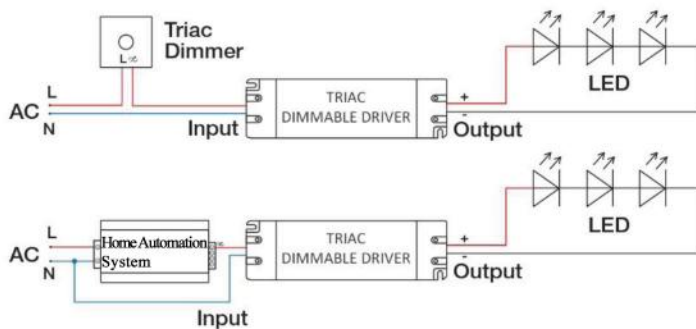 Triac
Dimmer
L
L
AC
N
Input
TRIAC
DIMMABLE DRIVER
+
-
Output
LED
L
AC
N
Home Automation
System
Input
TRIAC
DIMMABLE DRIVER
+
-
Output
LED